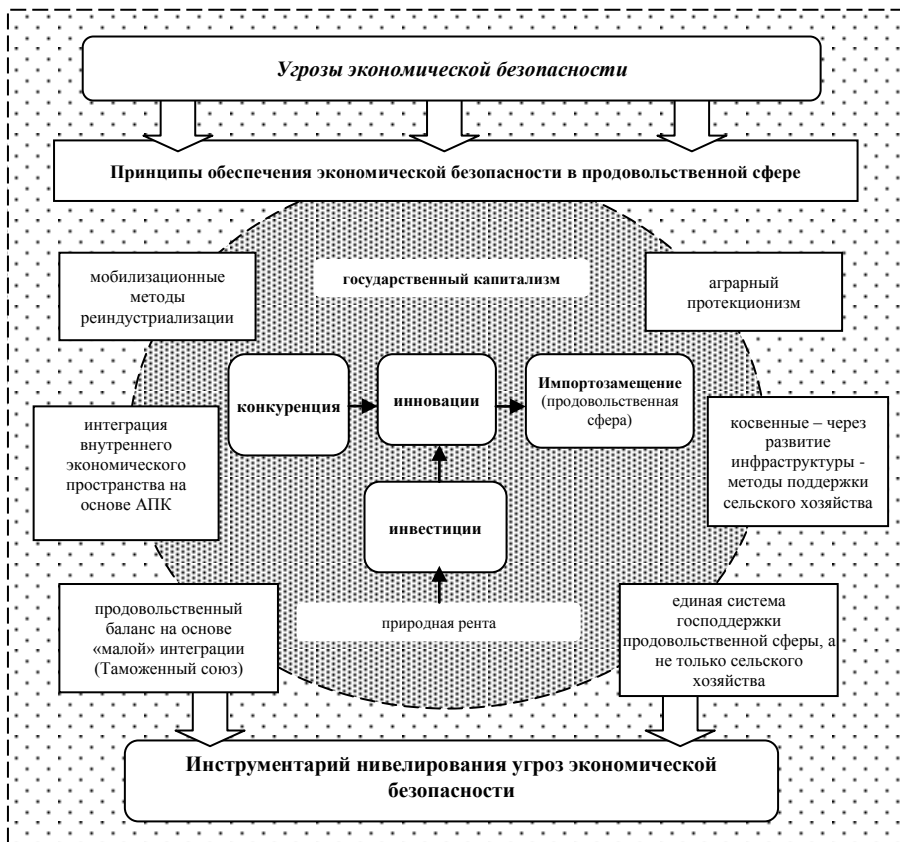 Угрозы экономической безопасности
Принципы обеспечения экономической безопасности в продовольственной сфере
мобилизационные
методы
реиндустриализации
государственный капитализм
аграрный
протекционизм
конкуренция
инновации
Импортозамещение
(продовольственная
сфера)
интеграция
внутреннего
экономического
пространства на
основе АПК
косвенные – через
развитие
инфраструктуры -
методы поддержки
сельского хозяйства
инвестиции
продовольственный
баланс на основе
«малой» интеграции
(Таможенный союз)
природная рента
единая система
господдержки
продовольственной сферы, а
не только сельского
хозяйства
Инструментарий нивелирования угроз экономической
безопасности